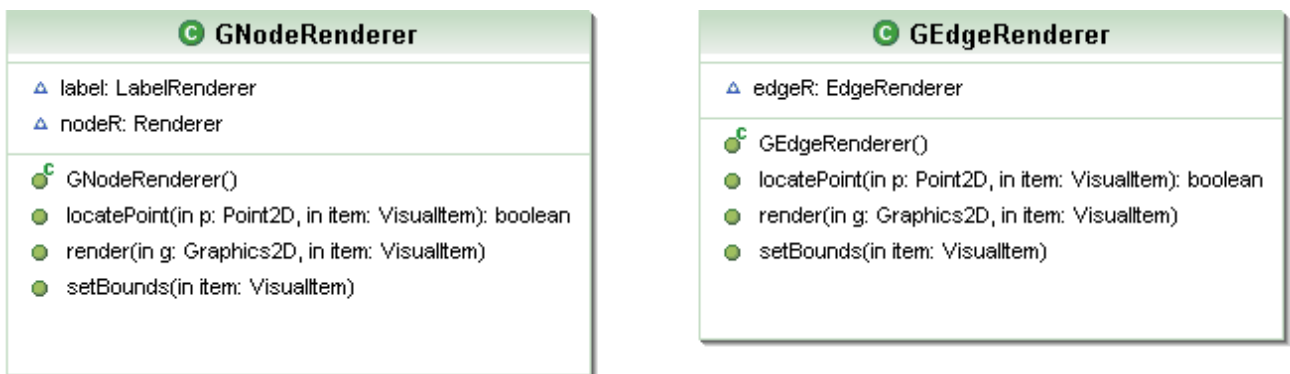 C GNodeRenderer
label: LabelRenderer
nodeR: Renderer
C GNodeRenderer()
locatePoint(in p: Point2D, in item: VisualItem): boolean
render(in g: Graphics2D, in item: VisualItem)
setBounds(in item: VisualItem)
C GEdgeRenderer
edgeR: EdgeRenderer
C GEdgeRenderer()
locatePoint(in p: Point2D, in item: VisualItem): boolean
render(in g: Graphics2D, in item: VisualItem)
setBounds(in item: VisualItem)